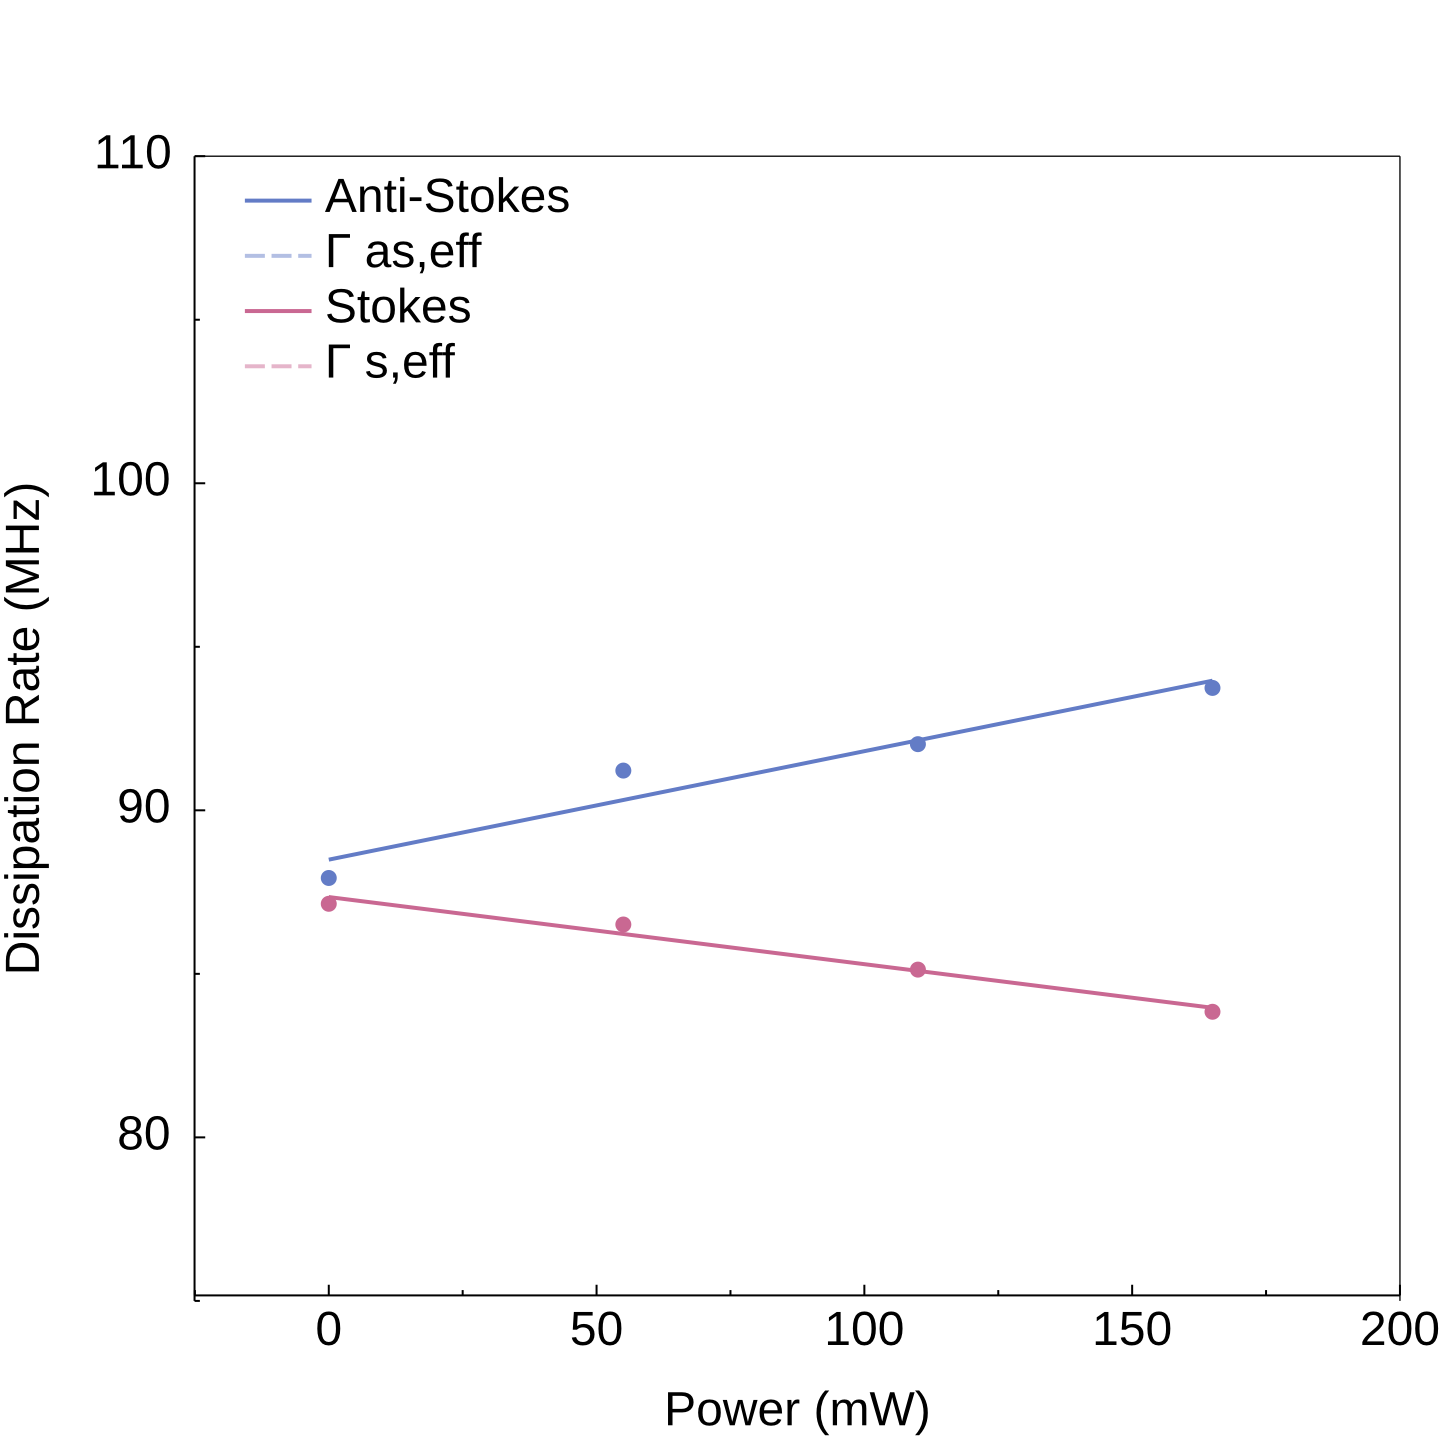 110
Anti-Stokes
Γ as,eff
Stokes
Γ s,eff
100
90
80
Dissipation Rate (MHz)
0 50 100 150 200
Power (mW)